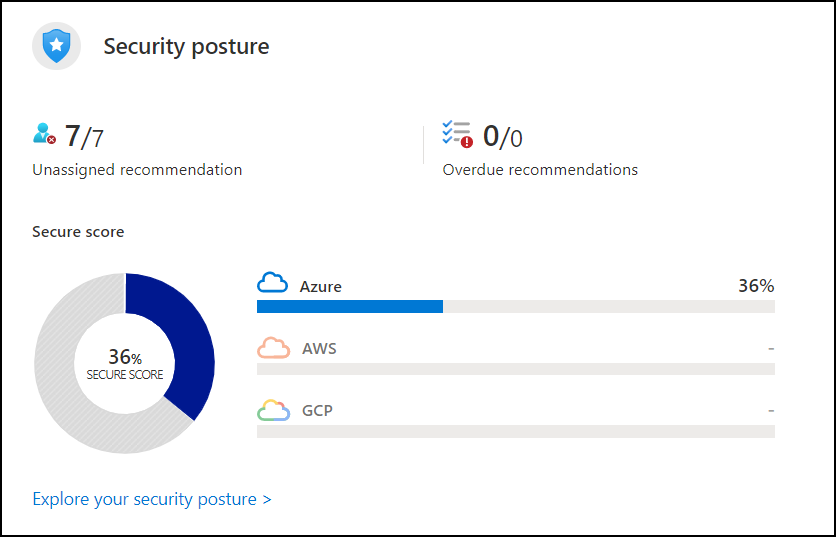 Security posture
7/7
Unassigned recommendation
0/0
Overdue recommendations
Secure score
36%
SECURE SCORE
Azure 36%
AWS -
GCP -
Explore your security posture >